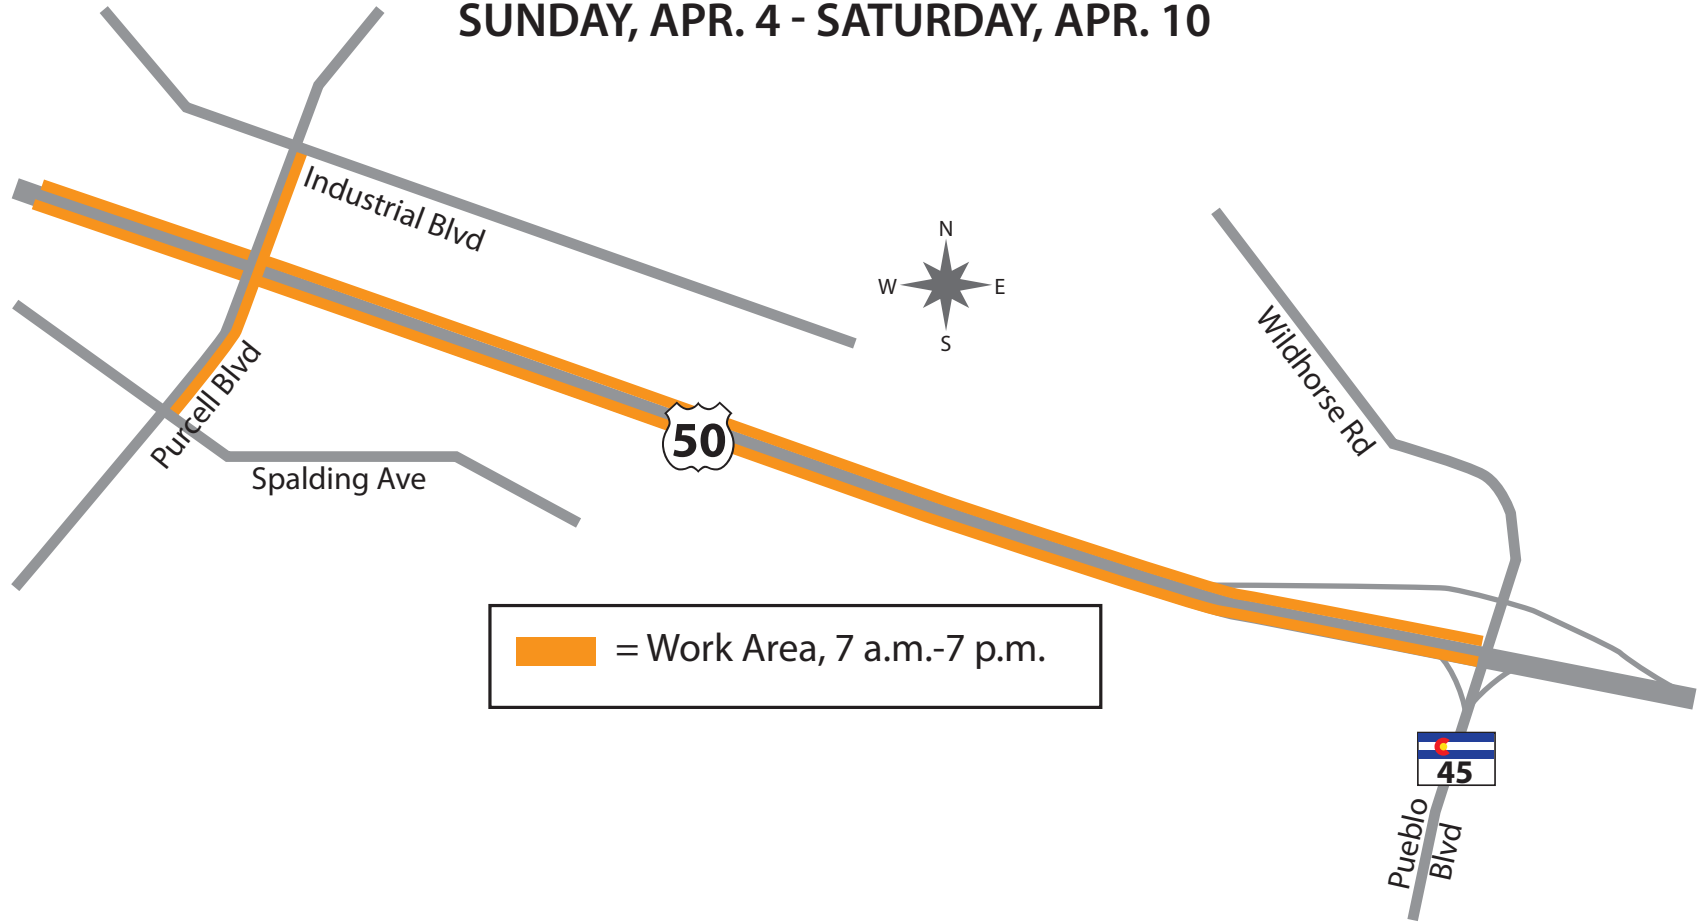 SUNDAY, APR. 4 - SATURDAY, APR. 10
Industrial Blvd
N
W
E
S
Wildhorse Rd
Purcell Blvd
50
Spalding Ave
= Work Area, 7 a.m.-7 p.m.
45
Pueblo
Blvd